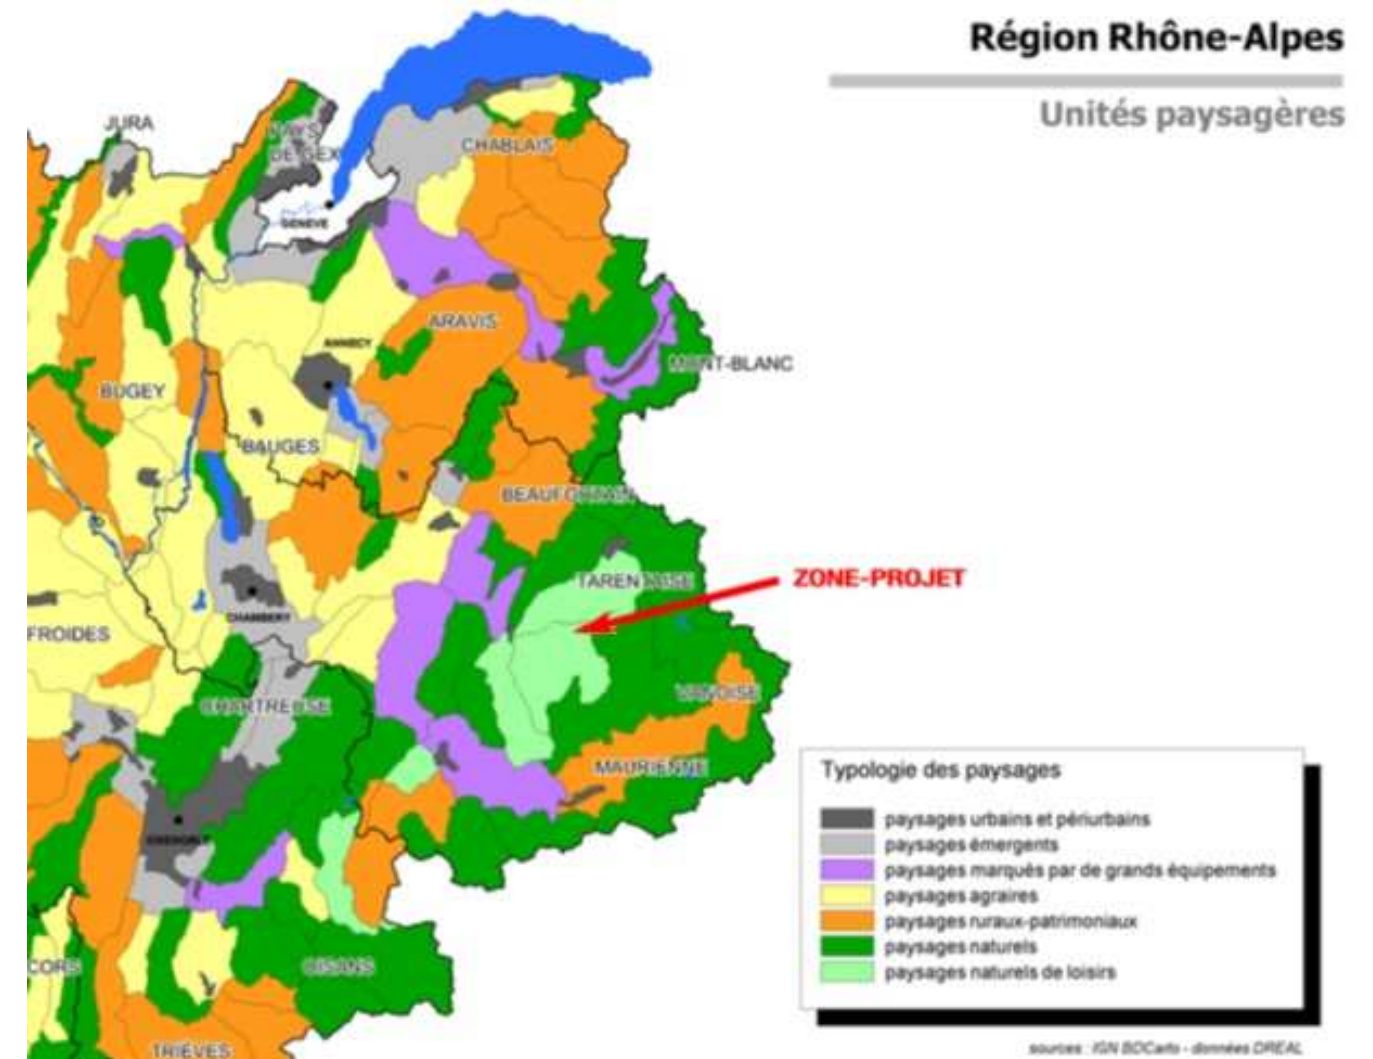 Région Rhône-Alpes
Unités paysagères
JURA
PAYS
DE GEX
CHABLAIS
GENEVE
ARAVIS
ANNECY
MONT-BLANC
BUGEY
BAUGES
BEAUFORTAIN
ZONE-PROJET
TARENTAISE
CHAMBERY
FROIDES
VANOISE
CHARTREUSE
MAURIENNE
Typologie des paysages
paysages urbains et périurbains
paysages émergents
paysages marqués par de grands équipements
paysages agraires
paysages ruraux-patrimoniaux
paysages naturels
paysages naturels de loisirs
GRENOBLE
CORS
OISANS
TRIEVES
sources : IGN BDCarto - données DREAL